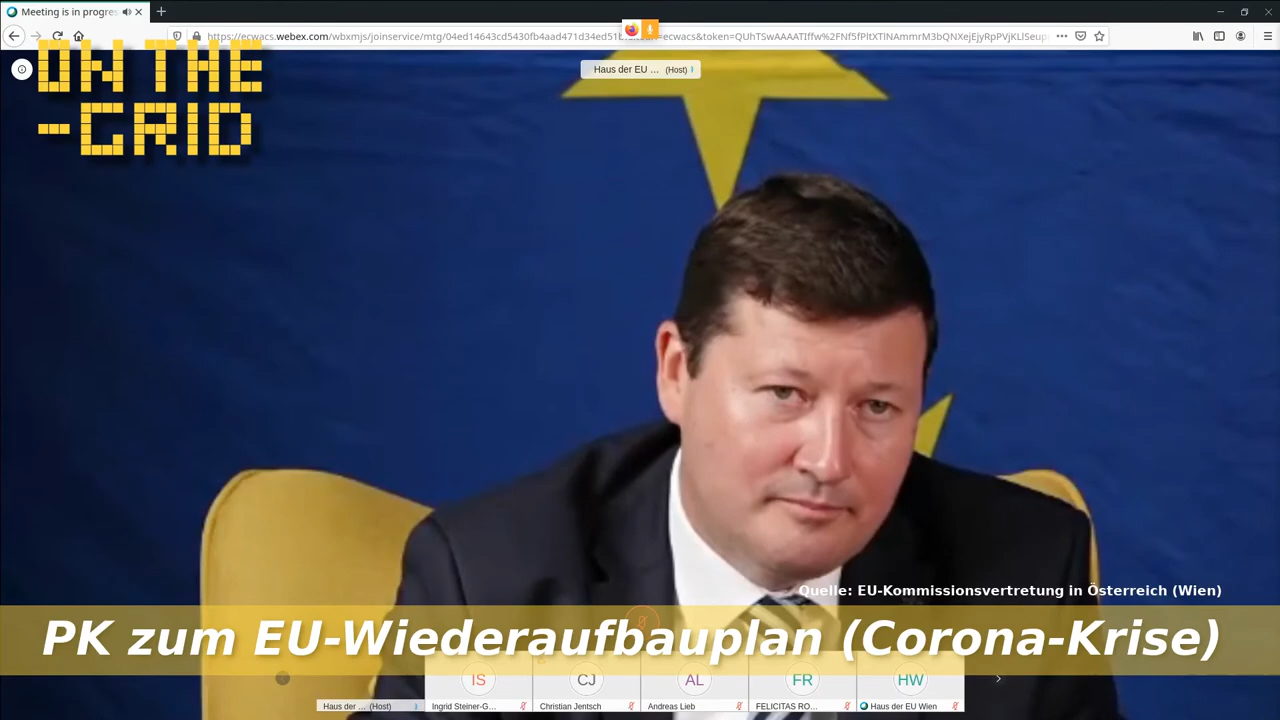 Meeting is in progres
https://ecwacs.webex.com/wbxmjs/joinservice/mtg/04ed14643cd5430fb4aad471d34ed51b
ON THE
-GRID
Haus der EU ... (Host)
Quelle: EU-Kommissionsvertretung in Österreich (Wien)
PK zum EU-Wiederaufbauplan (Corona-Krise)
IS
CJ
AL
FR
HW
Haus der ... (Host)
Ingrid Steiner-G...
Christian Jentsch
Andreas Lieb
FELICITAS RO...
Haus der EU Wien